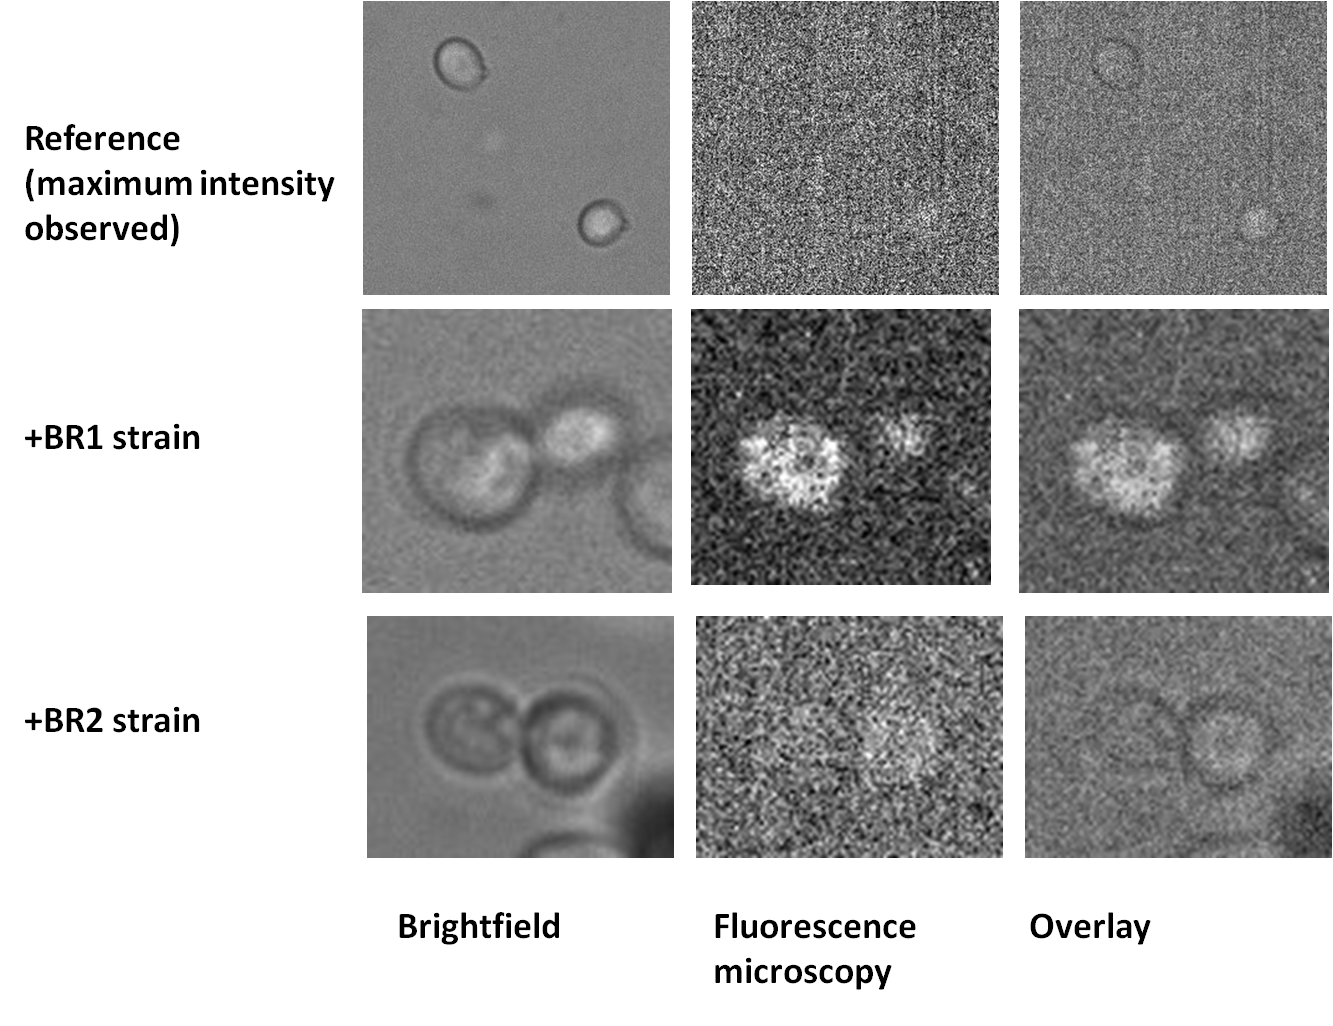 Reference
(maximum intensity
observed)
+BR1 strain
+BR2 strain
Brightfield
Fluorescence
microscopy
Overlay